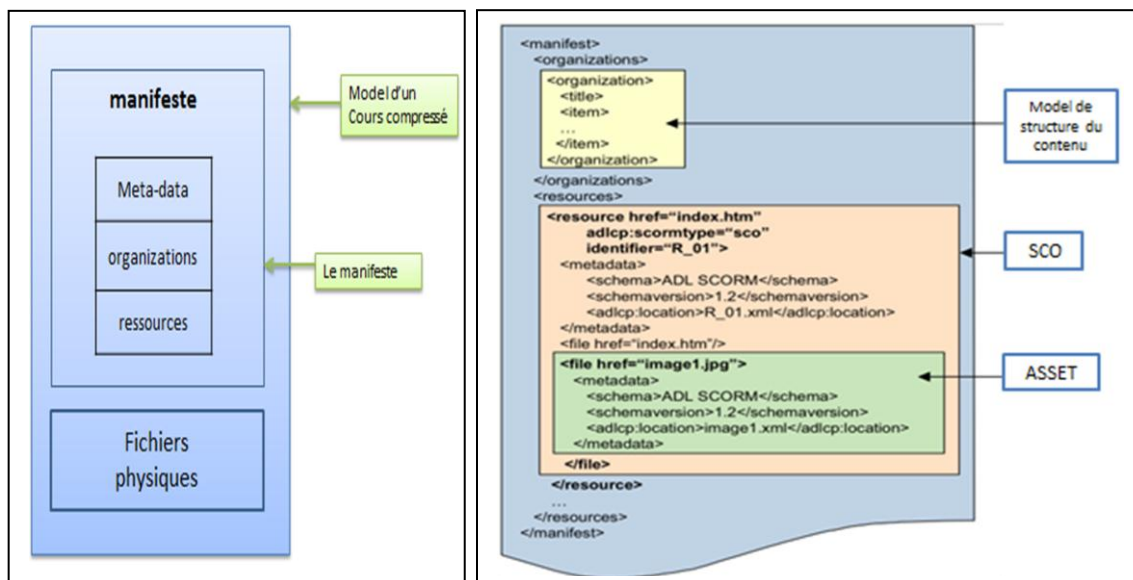 manifeste
Meta-data
organizations
ressources
Fichiers
physiques
Model d'un
Cours compressé
Le manifeste
<manifest>
<organizations>
<organization>
<title>
<item>
...
</item>
</organization>
</organizations>
<resources>
<resource href="index.htm"
adlcp:scormtype="sco"
identifier="R_01">
<metadata>
<schema>ADL SCORM</schema>
<schemaversion>1.2</schemaversion>
<adlcp:location>R_01.xml</adlcp:location>
</metadata>
<file href="index.htm"/>
<file href="image1.jpg">
<metadata>
<schema>ADL SCORM</schema>
<schemaversion>1.2</schemaversion>
<adlcp:location>image1.xml</adlcp:location>
</metadata>
</file>
</resource>
...
</resources>
</manifest>
Model de
structure du
contenu
SCO
ASSET